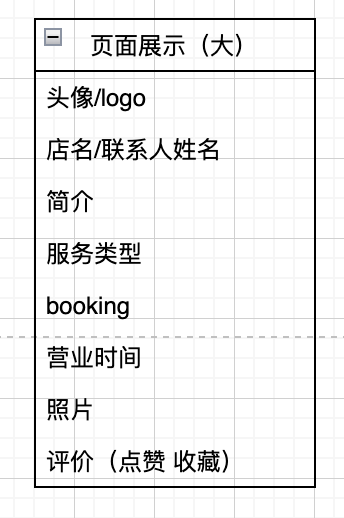 页面展示（大）
头像/logo
店名/联系人姓名
简介
服务类型
booking
营业时间
照片
评价（点赞 收藏）